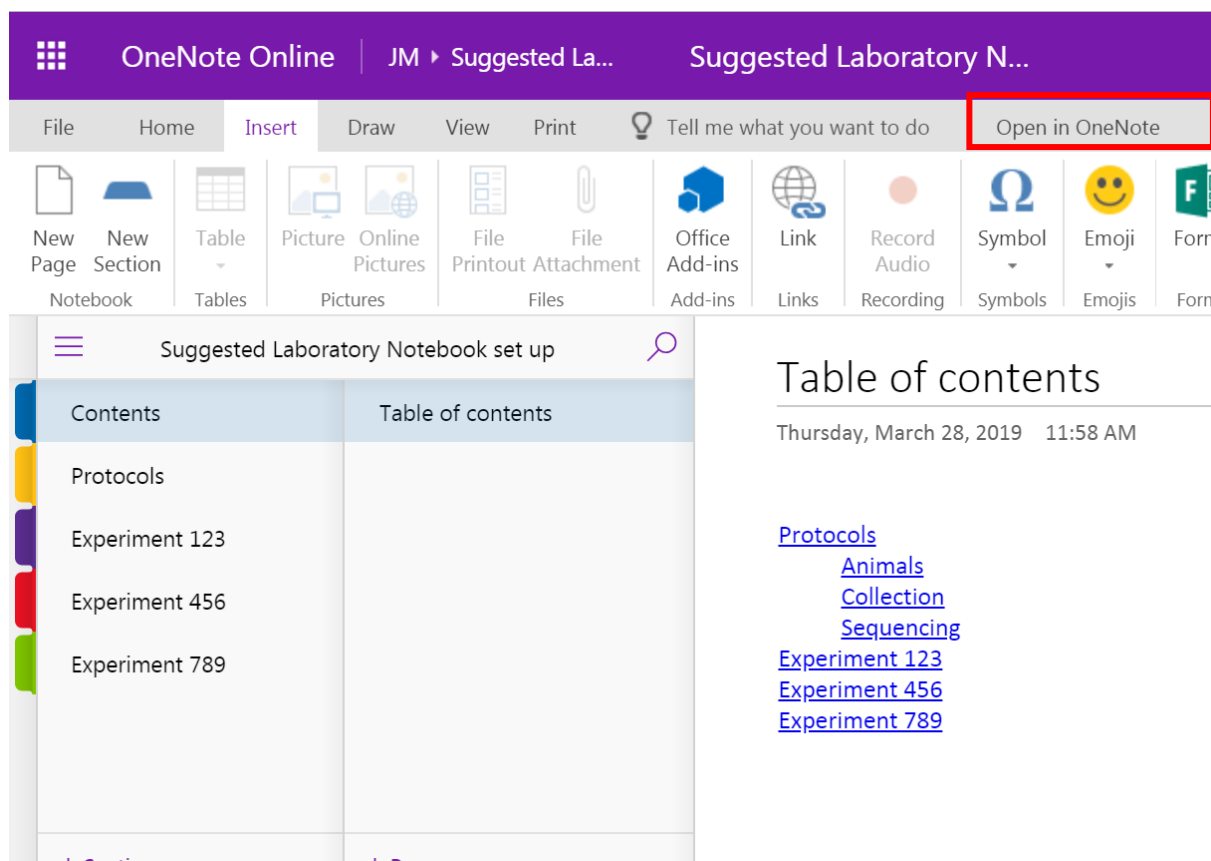 OneNote Online JM Suggested La... Suggested Laboratory N...
File Home Insert Draw View Print Tell me what you want to do Open in OneNote
New Page
New Section
Table
Picture
Online Pictures
File Printout
File Attachment
Office Add-ins
Link
Record Audio
Symbol
Emoji
Notebook Tables Pictures Files Add-ins Links Recording Symbols Emojis
Suggested Laboratory Notebook set up
Contents
Protocols
Experiment 123
Experiment 456
Experiment 789
Table of contents
Table of contents
Thursday, March 28, 2019 11:58 AM
Protocols
Animals
Collection
Sequencing
Experiment 123
Experiment 456
Experiment 789